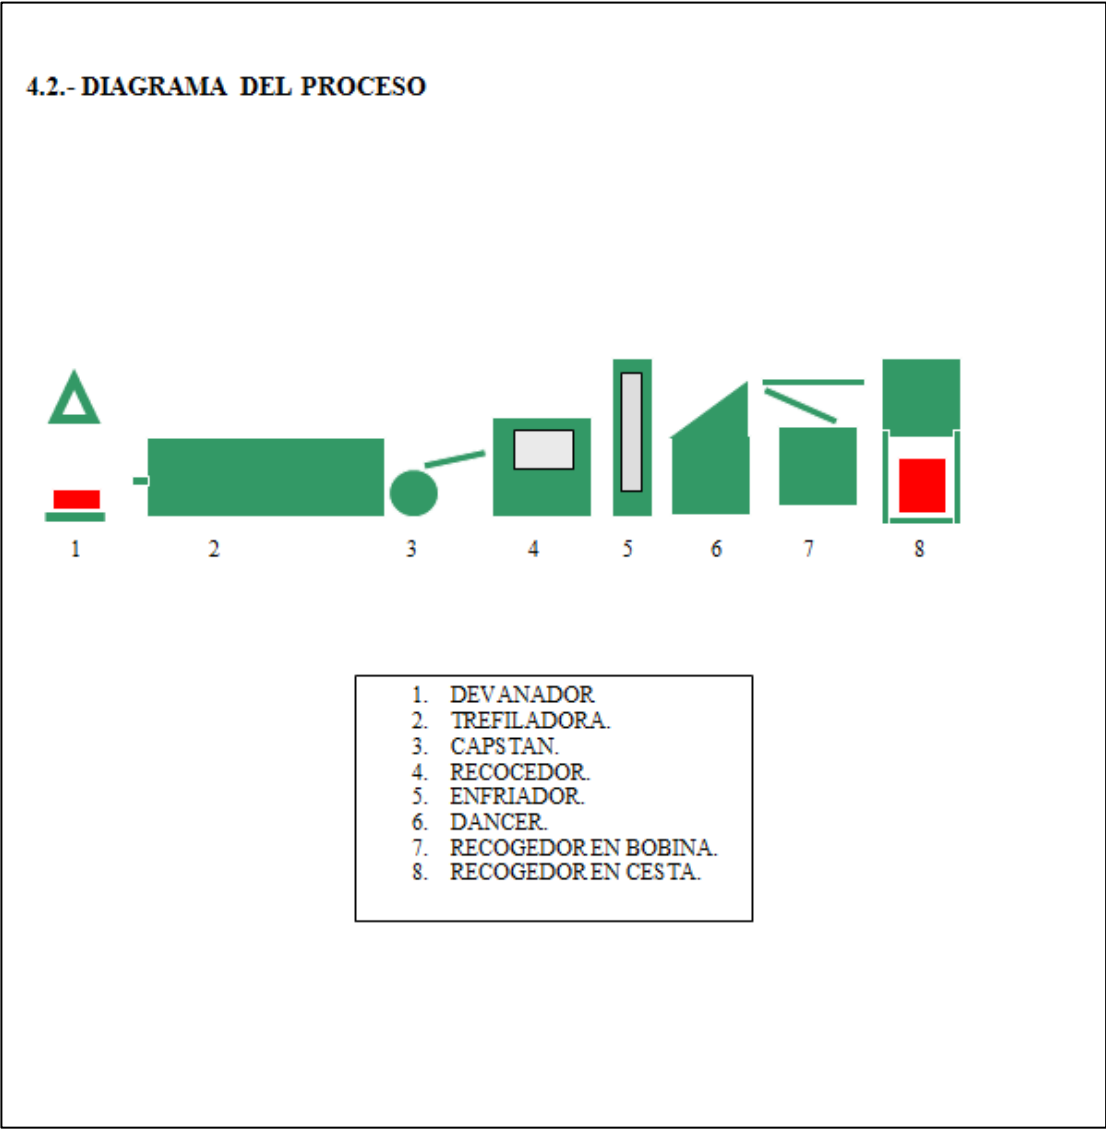 4.2.- DIAGRAMA DEL PROCESO
1 2 3 4 5 6 7 8
1. DEVANADOR
2. TREFILADORA.
3. CAPSTAN.
4. RECOCEDOR.
5. ENFRIADOR.
6. DANCER.
7. RECOGEDOR EN BOBINA.
8. RECOGEDOR EN CESTA.